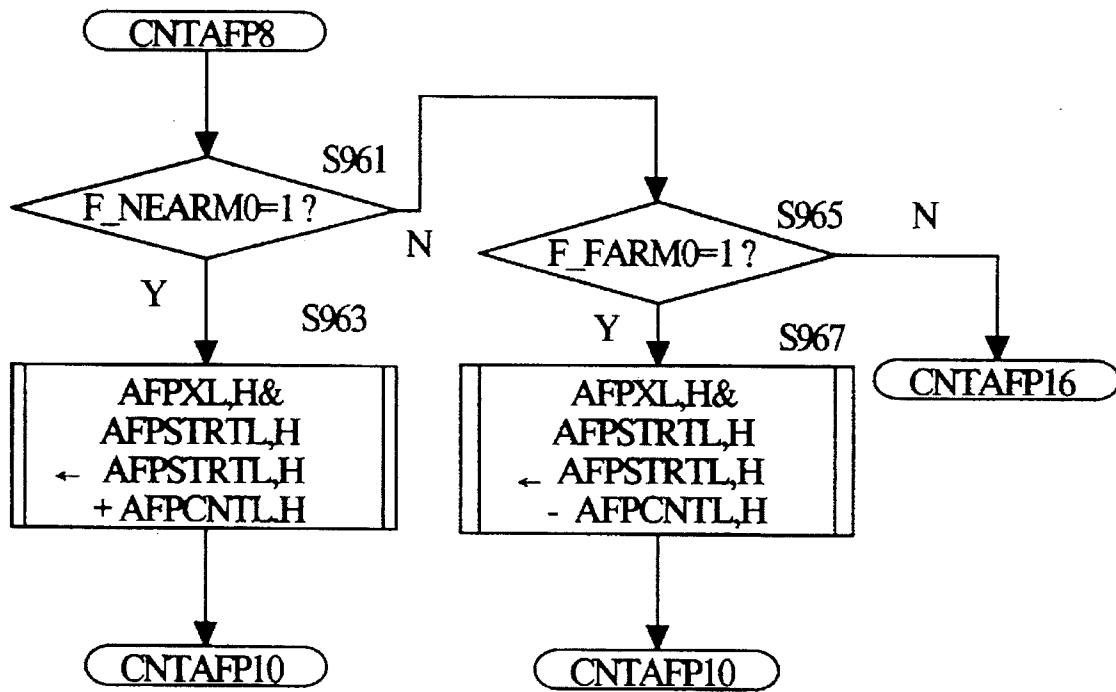 CNTAFP8
S961
F_NEARM0=1 ?
N
Y
S963
AFPXL,H&
AFPSTRTL,H
← AFPSTRTL,H
+ AFPCNTL.H
CNTAFP10
S965
F_FARM0=1 ?
N
Y
S967
AFPXL,H&
AFPSTRTL,H
← AFPSTRTL,H
- AFPCNTL,H
CNTAFP10
CNTAFP16